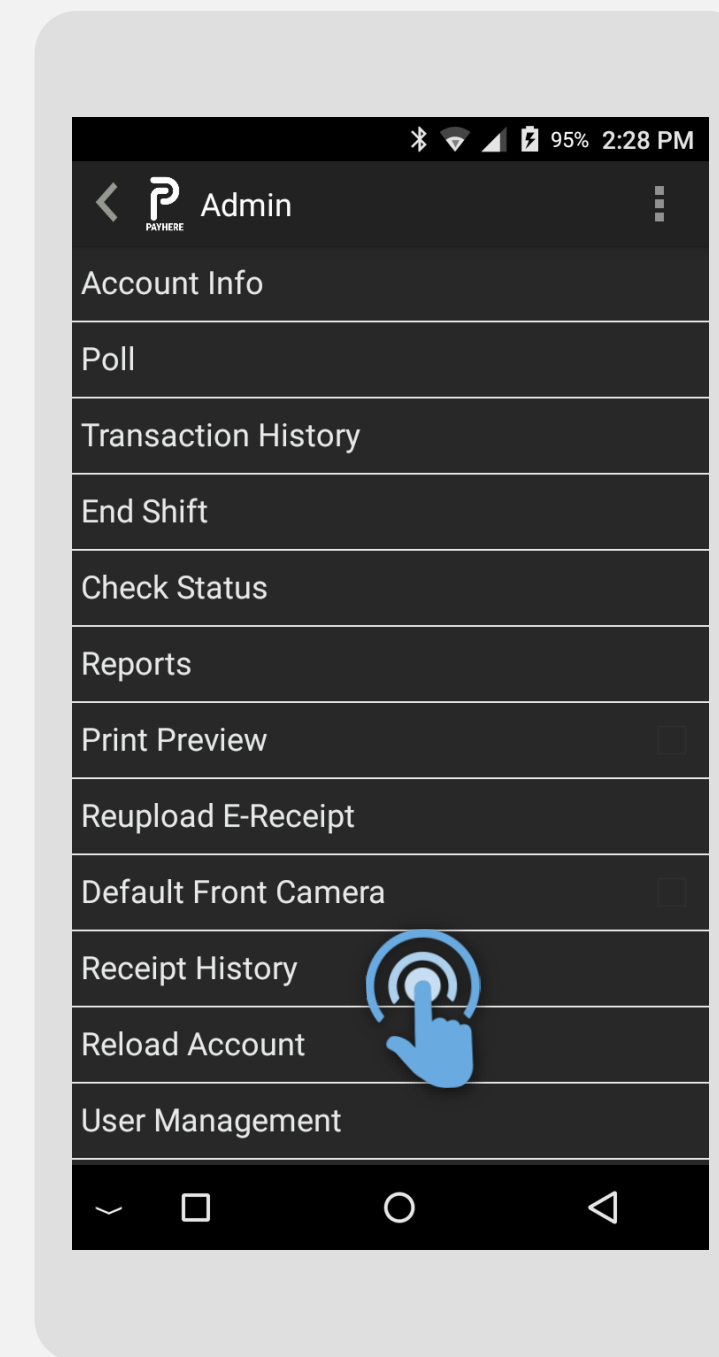 95% 2:28 PM
PAYHERE
Admin
Account Info
Poll
Transaction History
End Shift
Check Status
Reports
Print Preview
Reupload E-Receipt
Default Front Camera
Receipt History
Reload Account
User Management